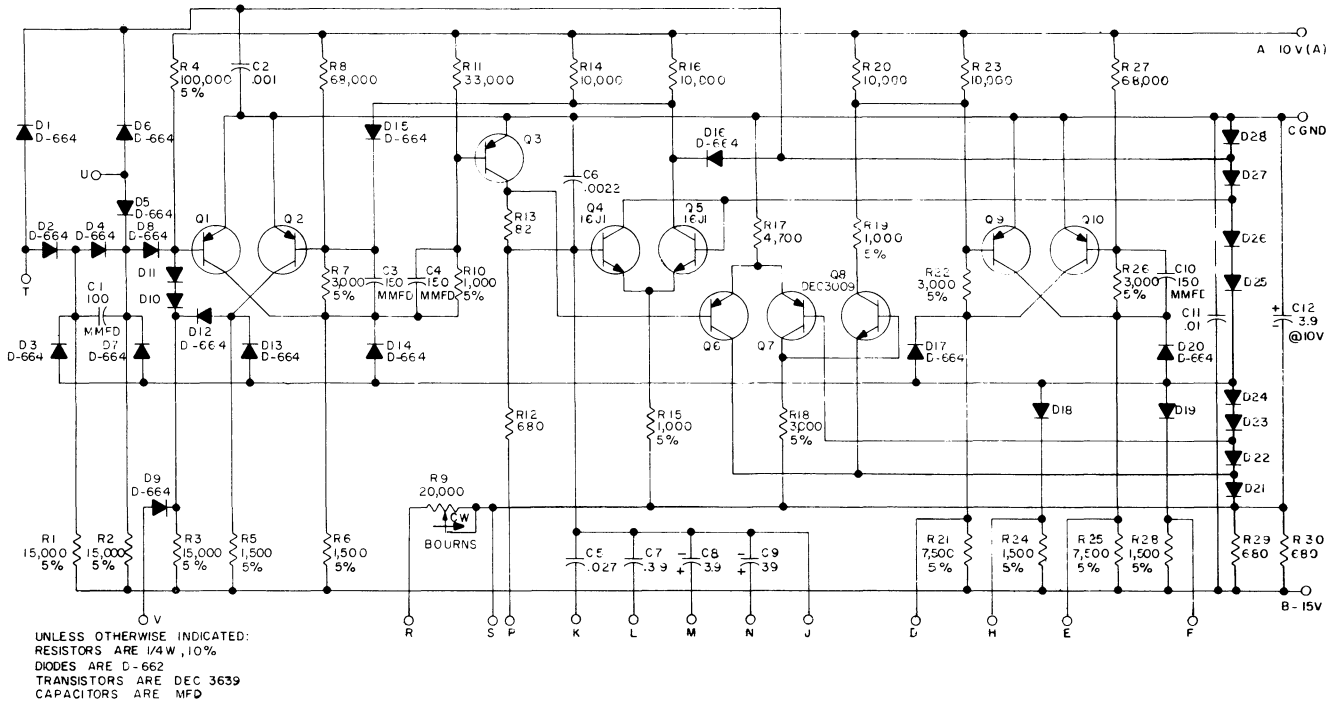 A 10V(A)
R4
100,000
5%
C2
.001
R8
68,000
R11
33,000
R14
10,000
R16
10,000
R20
10,000
R23
10,000
R27
68,000
C GND
D1
D-664
D6
D-664
D15
D-664
Q3
D16
D-664
D28
D27
U
D5
D-664
C6
.0022
Q4
16J1
Q5
16J1
R13
82
R17
4,700
R19
1,000
5%
Q9
Q10
D26
D25
D2
D-664
D4
D-664
D8
D-664
Q1
Q2
T
D11
D10
C1
100
MMFD
R7
3,000
5%
C3
150
MMFD
C4
150
MMFD
R10
1,000
5%
Q8
DEC3009
Q6
Q7
R22
3,000
5%
R26
3,000
5%
C10
150
MMFD
C11
.01
+
-
C12
3.9
@10V
D3
D-664
D7
D-664
D12
D-664
D13
D-664
D14
D-664
D17
D-664
D20
D-664
D18
D19
D24
D23
D22
D21
R12
680
R15
1,000
5%
R18
3,000
5%
D9
D-664
R9
20,000
CW
BOURNS
R1
15,000
5%
R2
15,000
5%
R3
15,000
5%
R5
1,500
5%
R6
1,500
5%
C5
.027
C7
.39
-
+
C8
3.9
-
+
C9
39
R21
7,500
5%
R24
1,500
5%
R25
7,500
5%
R28
1,500
5%
R29
680
R30
680
B-15V
V
R
S
P
K
L
M
N
J
D
H
E
F
UNLESS OTHERWISE INDICATED:
RESISTORS ARE 1/4W, 10%
DIODES ARE D-662
TRANSISTORS ARE DEC 3639
CAPACITORS ARE MFD